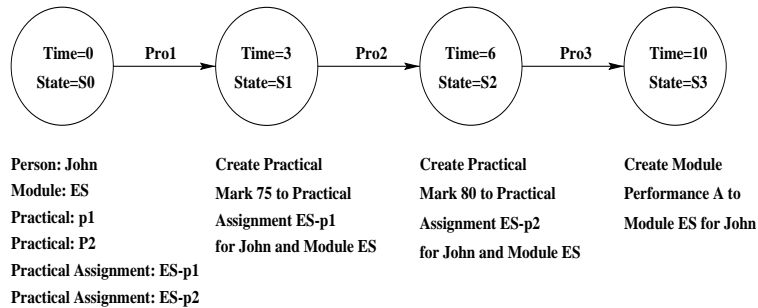 Time=0
State=S0
Pro1
Time=3
State=S1
Pro2
Time=6
State=S2
Pro3
Time=10
State=S3
Person: John
Module: ES
Practical: p1
Practical: P2
Practical Assignment: ES-p1
Practical Assignment: ES-p2
Create Practical
Mark 75 to Practical
Assignment ES-p1
for John and Module ES
Create Practical
Mark 80 to Practical
Assignment ES-p2
for John and Module ES
Create Module
Performance A to
Module ES for John